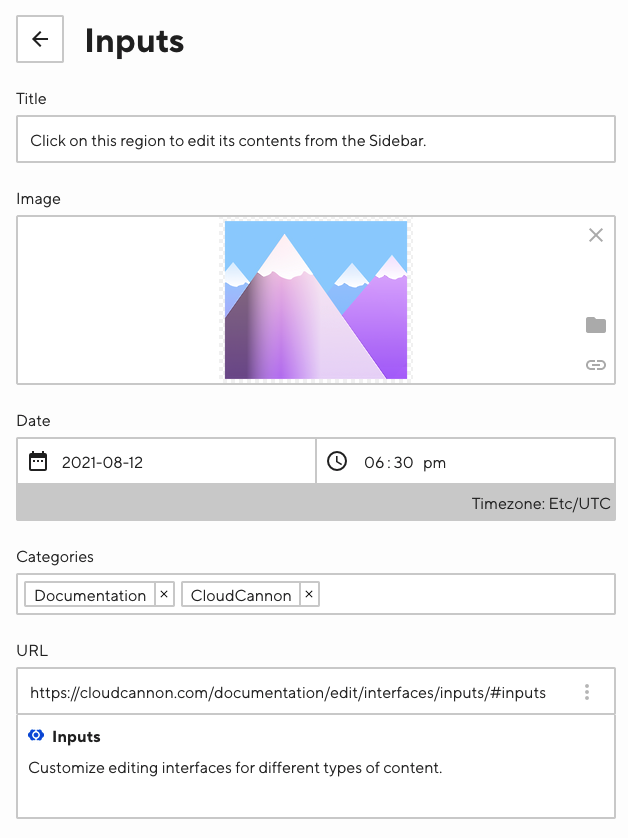 Inputs
Title
Click on this region to edit its contents from the Sidebar.
Image
Date
2021-08-12
06:30 pm
Timezone: Etc/UTC
Categories
Documentation × CloudCannon ×
URL
https://cloudcannon.com/documentation/edit/interfaces/inputs/#inputs
Inputs
Customize editing interfaces for different types of content.